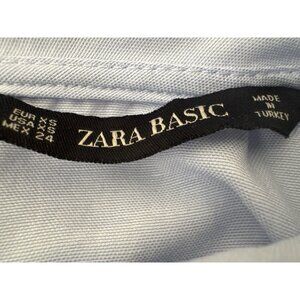 EUR XS
USA XS
MEX 24
ZARA BASIC
MADE
IN
TURKEY